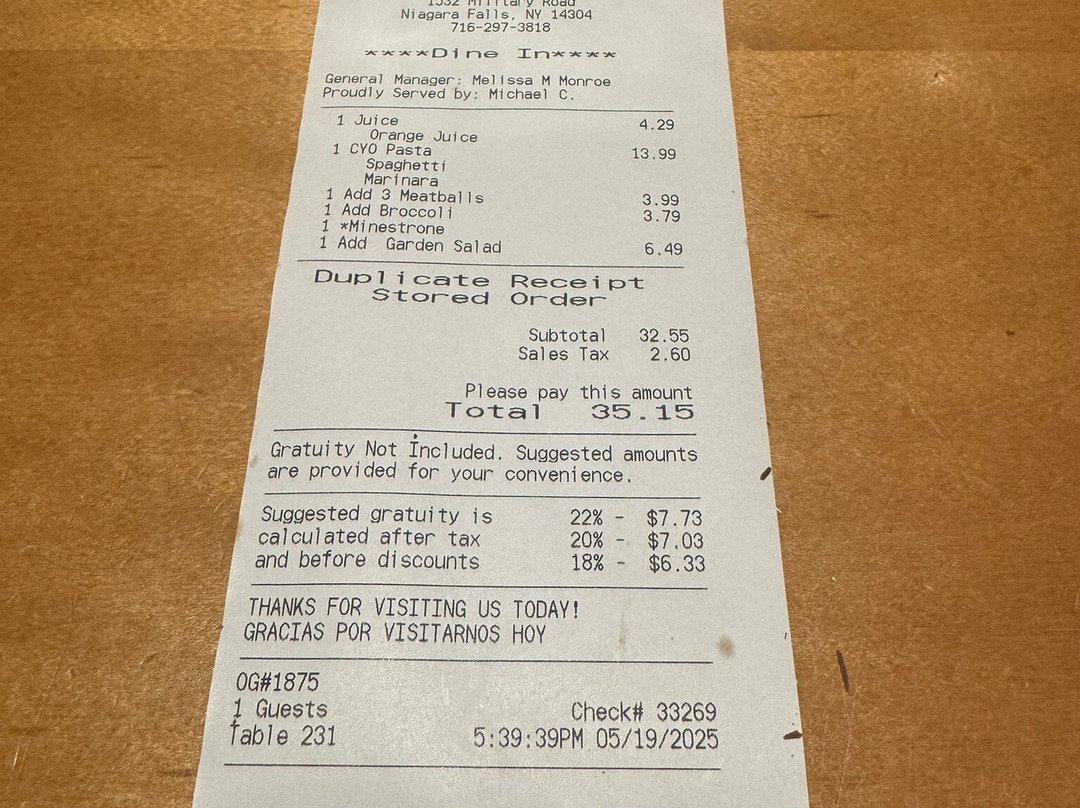 1532 Military Road
Niagara Falls, NY 14304
716-297-3818
****Dine In****
General Manager: Melissa M Monroe
Proudly Served by: Michael C.
1 Juice 4.29
Orange Juice
1 CYO Pasta 13.99
Spaghetti
Marinara
1 Add 3 Meatballs 3.99
1 Add Broccoli 3.79
1 *Minestrone
1 Add Garden Salad 6.49
Duplicate Receipt
Stored Order
Subtotal 32.55
Sales Tax 2.60
Please pay this amount
Total 35.15
Gratuity Not Included. Suggested amounts
are provided for your convenience.
Suggested gratuity is 22% - $7.73
calculated after tax 20% - $7.03
and before discounts 18% - $6.33
THANKS FOR VISITING US TODAY!
GRACIAS POR VISITARNOS HOY
OG#1875
1 Guests Check# 33269
Table 231 5:39:39PM 05/19/2025